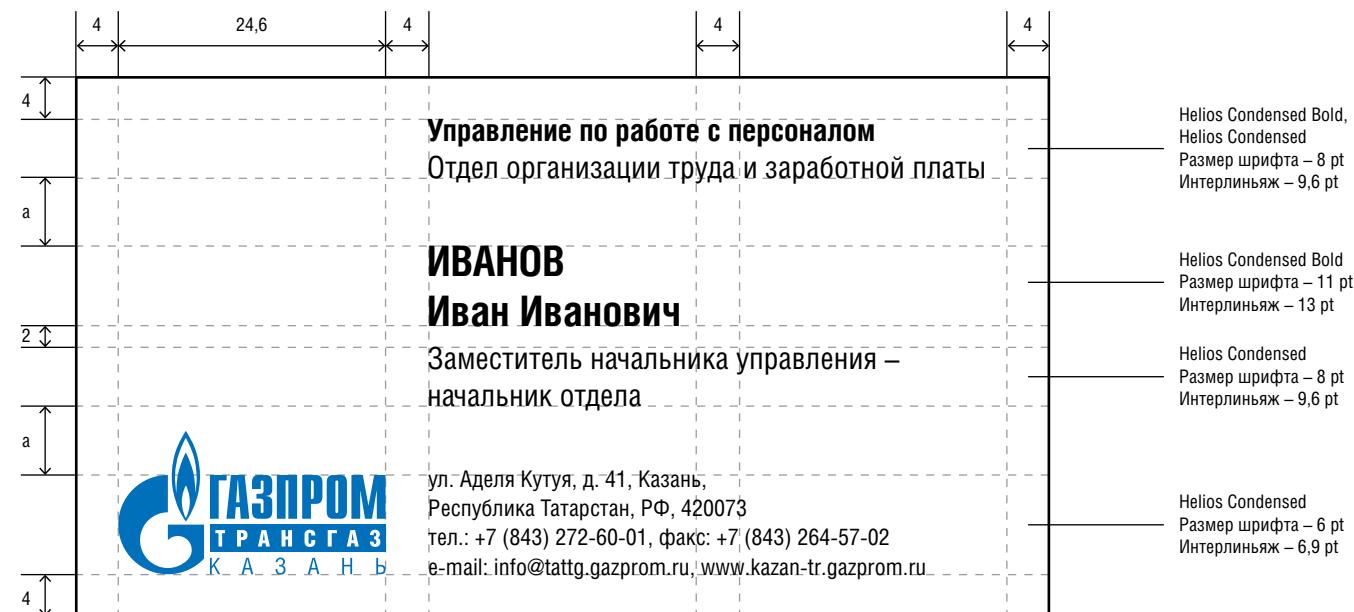 4 24,6 4 4 4
4
Управление по работе с персоналом
Отдел организации труда и заработной платы
Helios Condensed Bold,
Helios Condensed
Размер шрифта – 8 pt
Интерлиньяж – 9,6 pt
a
ИВАНОВ
Иван Иванович
Helios Condensed Bold
Размер шрифта – 11 pt
Интерлиньяж – 13 pt
2
Заместитель начальника управления –
начальник отдела
Helios Condensed
Размер шрифта – 8 pt
Интерлиньяж – 9,6 pt
a
ГАЗПРОМ
ТРАНСГАЗ
КАЗАНЬ
ул. Аделя Кутуя, д. 41, Казань,
Республика Татарстан, РФ, 420073
тел.: +7 (843) 272-60-01, факс: +7 (843) 264-57-02
e-mail: info@tattg.gazprom.ru, www.kazan-tr.gazprom.ru
Helios Condensed
Размер шрифта – 6 pt
Интерлиньяж – 6,9 pt
4